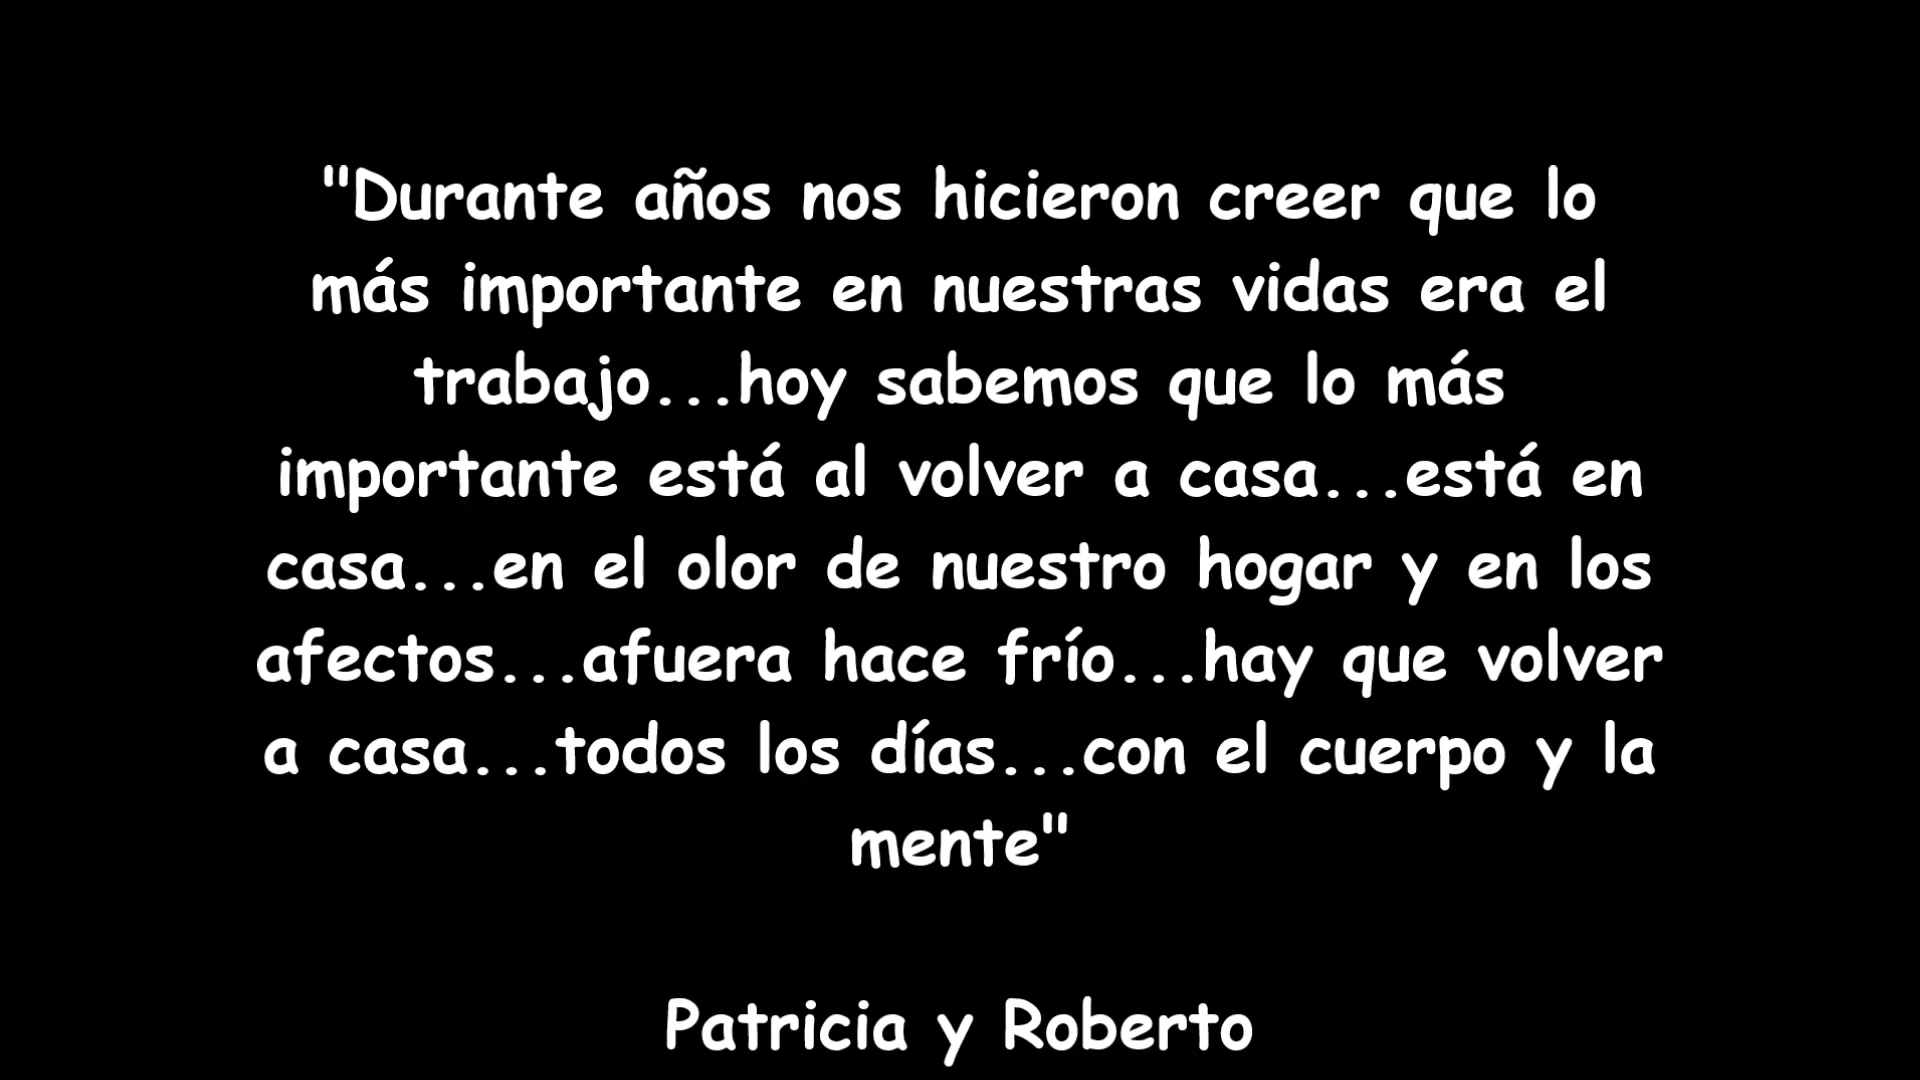 "Durante años nos hicieron creer que lo
más importante en nuestras vidas era el
trabajo...hoy sabemos que lo más
importante está al volver a casa...está en
casa...en el olor de nuestro hogar y en los
afectos...afuera hace frío...hay que volver
a casa...todos los días...con el cuerpo y la
mente"
Patricia y Roberto